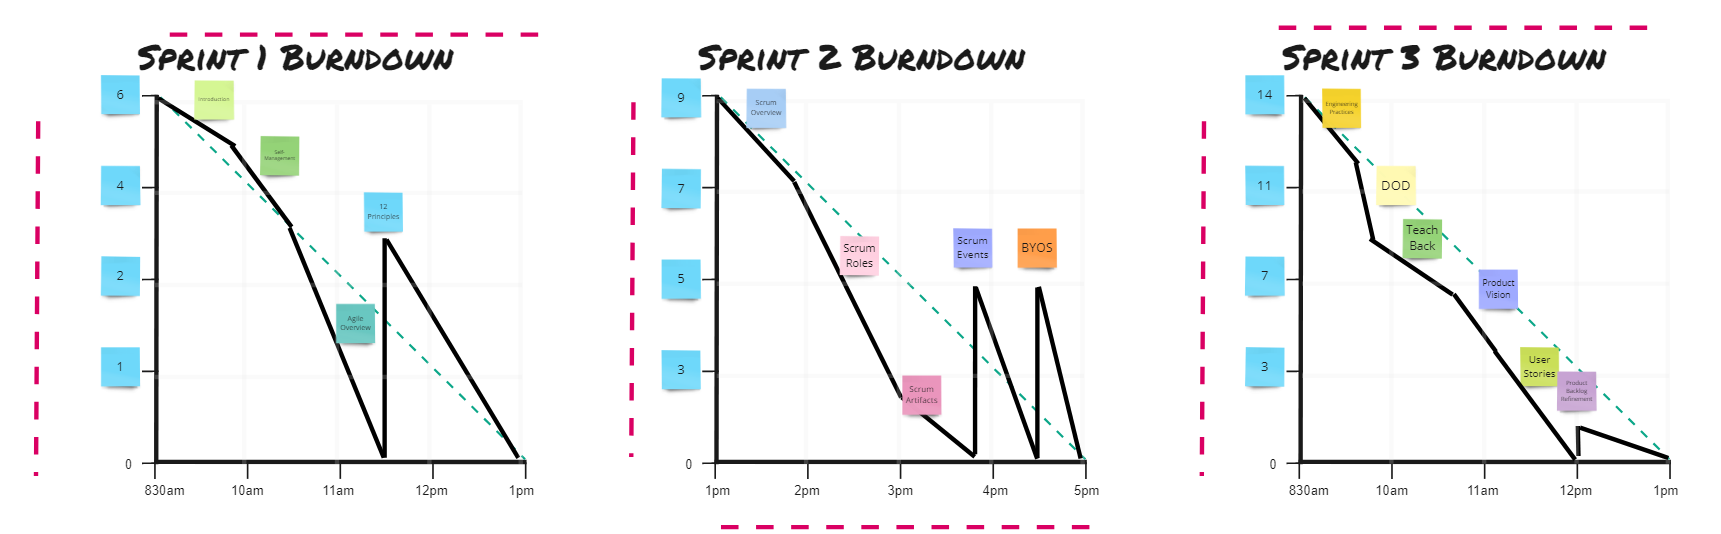 Sprint 1 Burndown
6
4
2
1
0
Introduction
Self-
Management
12
Principles
Agile
Overview
830am
10am
11am
12pm
1pm
Sprint 2 Burndown
9
7
5
3
0
Scrum
Overview
Scrum
Roles
Scrum
Events
BYOS
Scrum
Artifacts
1pm
2pm
3pm
4pm
5pm
Sprint 3 Burndown
14
11
7
3
0
Engineering
Practices
DOD
Teach
Back
Product
Vision
User
Stories
Product
Backlog
Refinement
830am
10am
11am
12pm
1pm